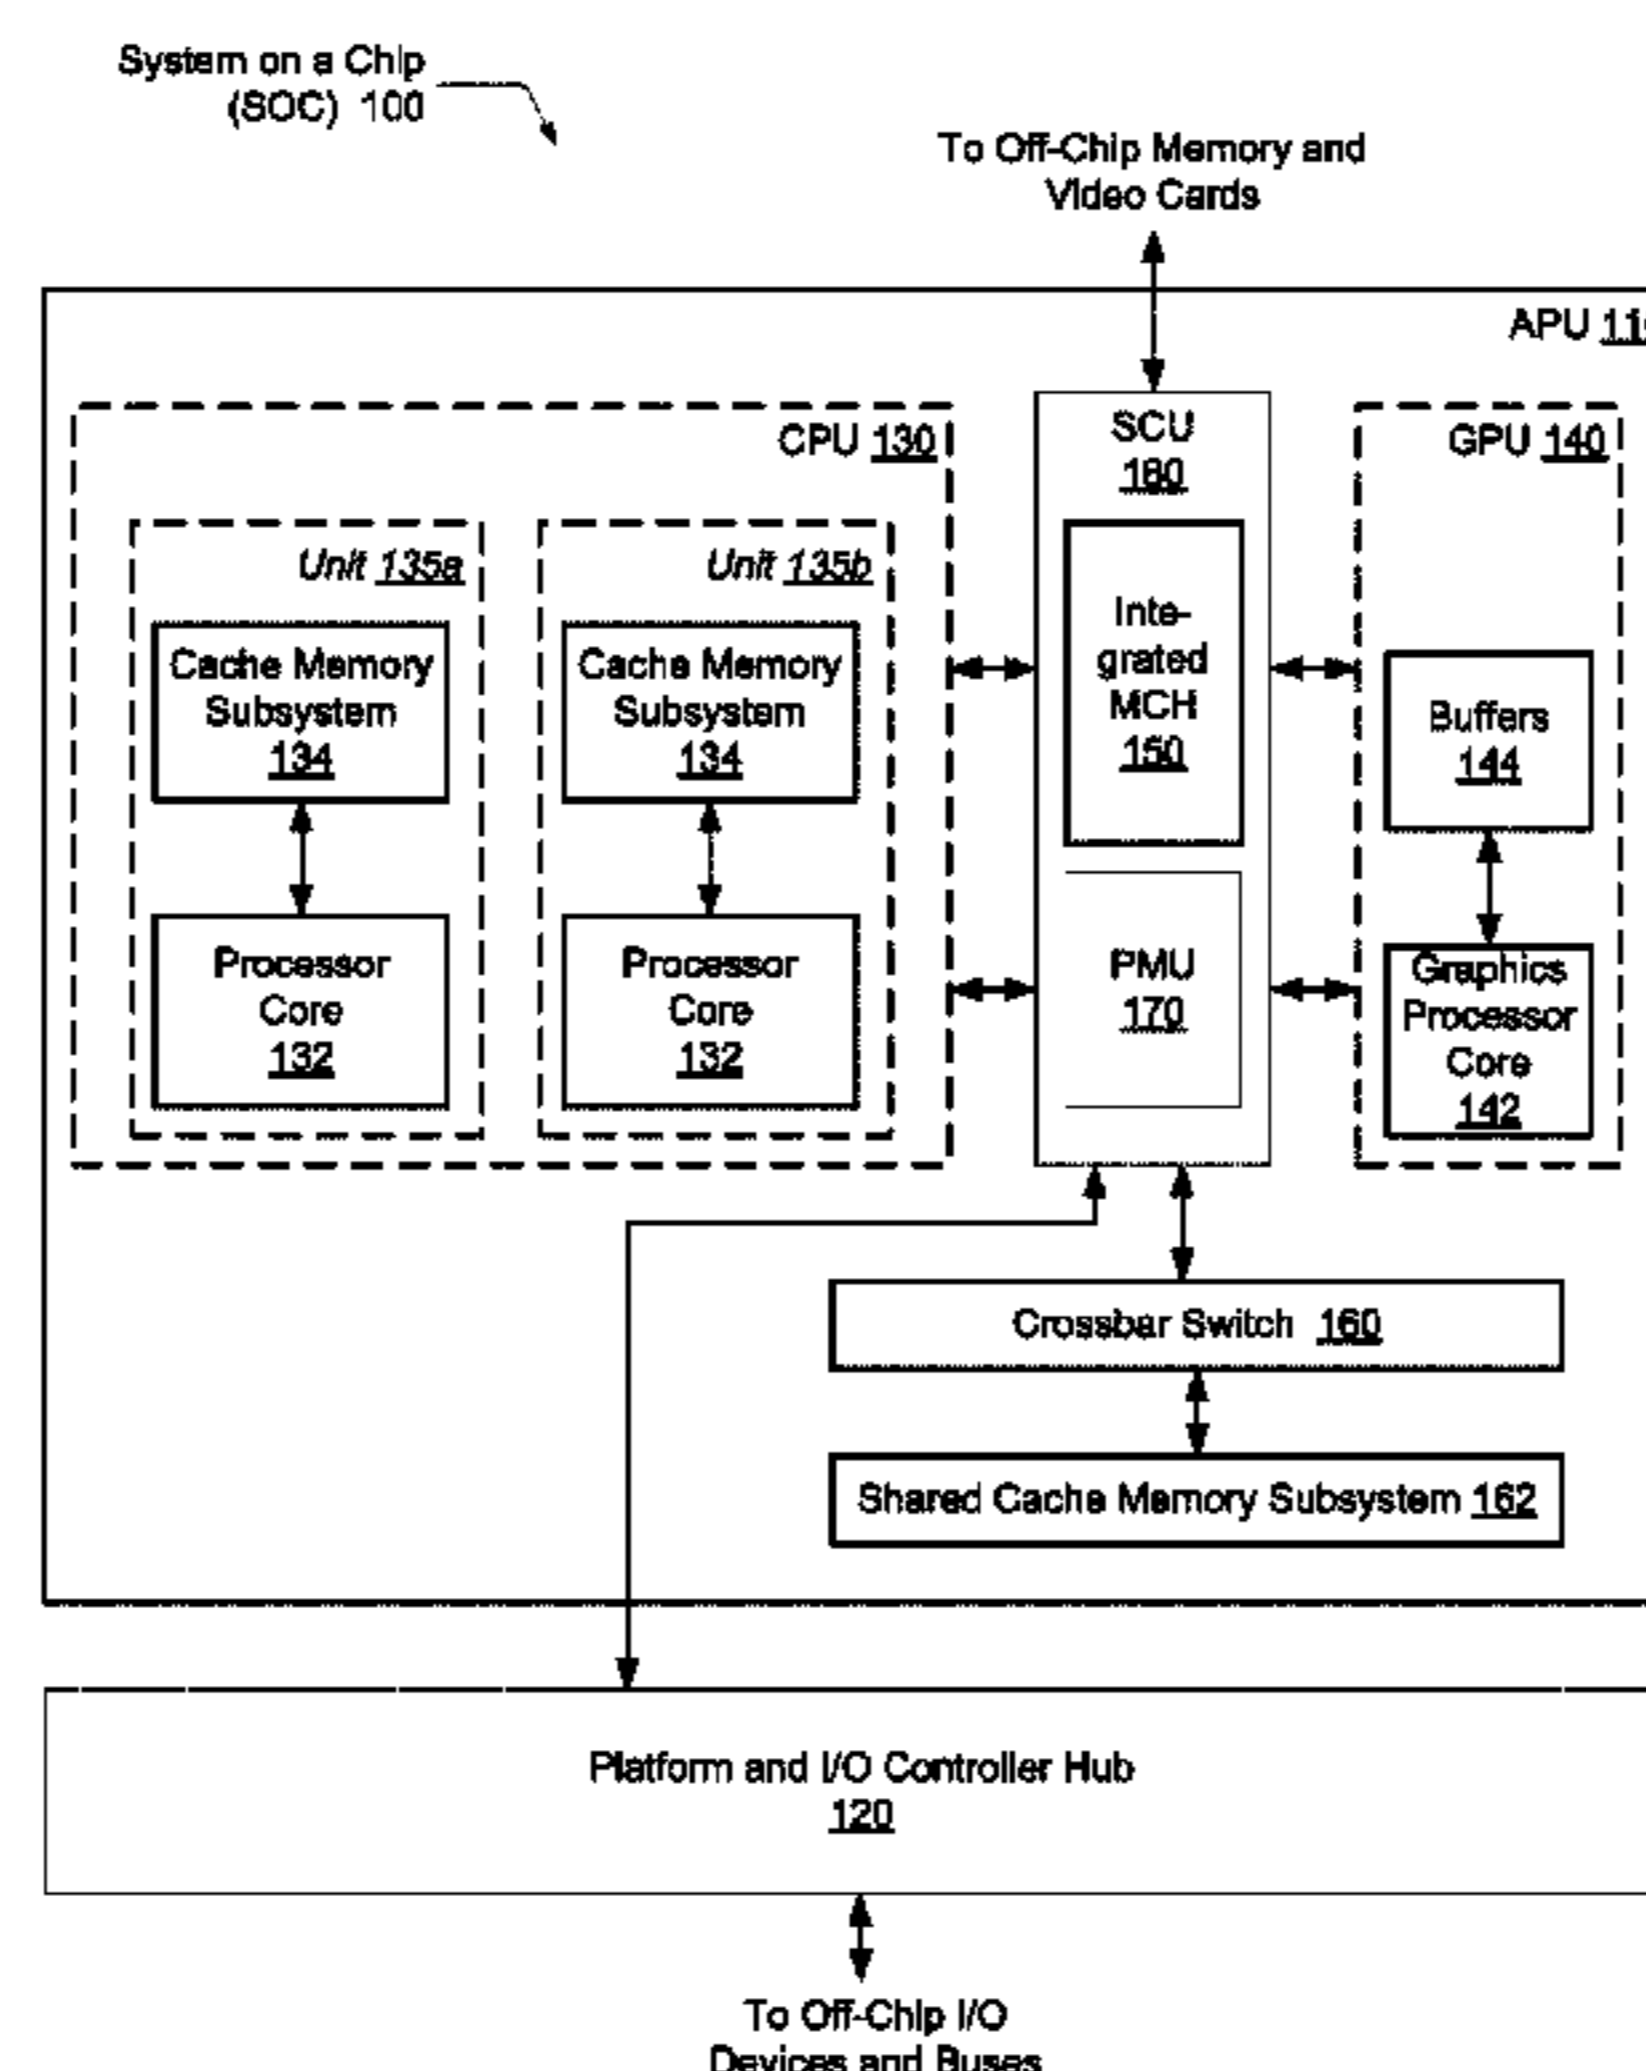 System on a Chip
(SOC) 100
To Off-Chip Memory and
Video Cards
APU
CPU 130
SCU
180
GPU 140
Unit 135a
Unit 135b
Inte-
grated
MCH
150
Cache Memory
Subsystem
134
Cache Memory
Subsystem
134
Buffers
144
Processor
Core
132
Processor
Core
132
PMU
170
Graphics
Processor
Core
142
Crossbar Switch 160
Shared Cache Memory Subsystem 162
Platform and I/O Controller Hub
120
To Off-Chip I/O
Devices and Buses